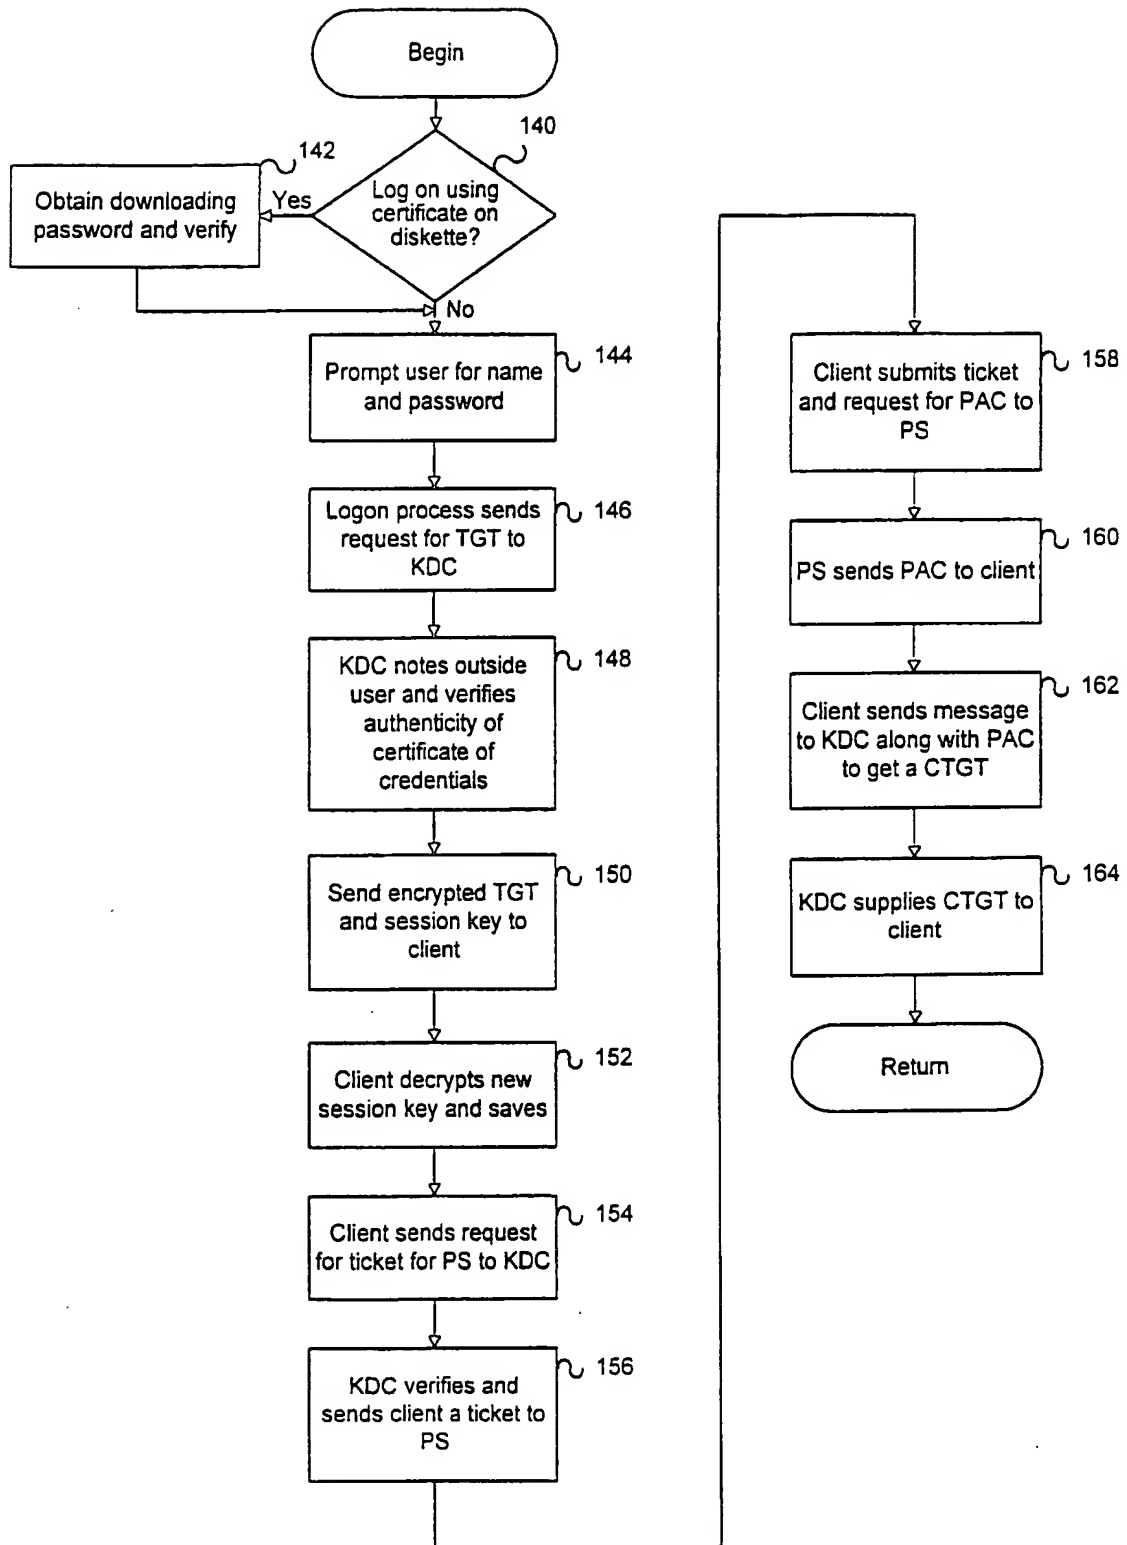 Begin
140
Log on using
certificate on
diskette?
142
Yes
Obtain downloading
password and verify
No
144
Prompt user for name
and password
146
Logon process sends
request for TGT to
KDC
148
KDC notes outside
user and verifies
authenticity of
certificate of
credentials
150
Send encrypted TGT
and session key to
client
152
Client decrypts new
session key and saves
154
Client sends request
for ticket for PS to KDC
156
KDC verifies and
sends client a ticket to
PS
158
Client submits ticket
and request for PAC to
PS
160
PS sends PAC to client
162
Client sends message
to KDC along with PAC
to get a CTGT
164
KDC supplies CTGT to
client
Return